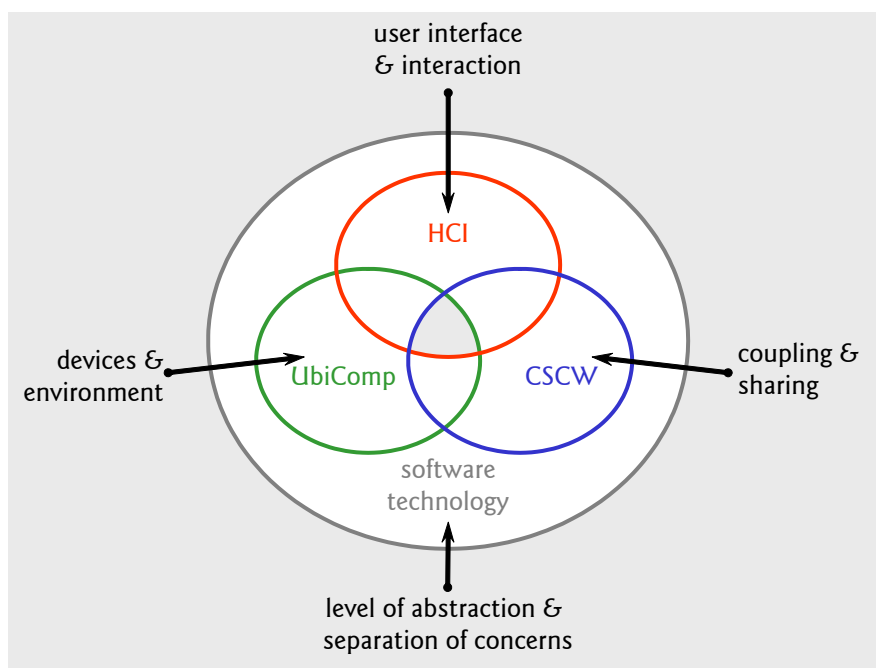 user interface
& interaction
HCI
devices &
environment
UbiComp
CSCW
coupling &
sharing
software
technology
level of abstraction &
separation of concerns